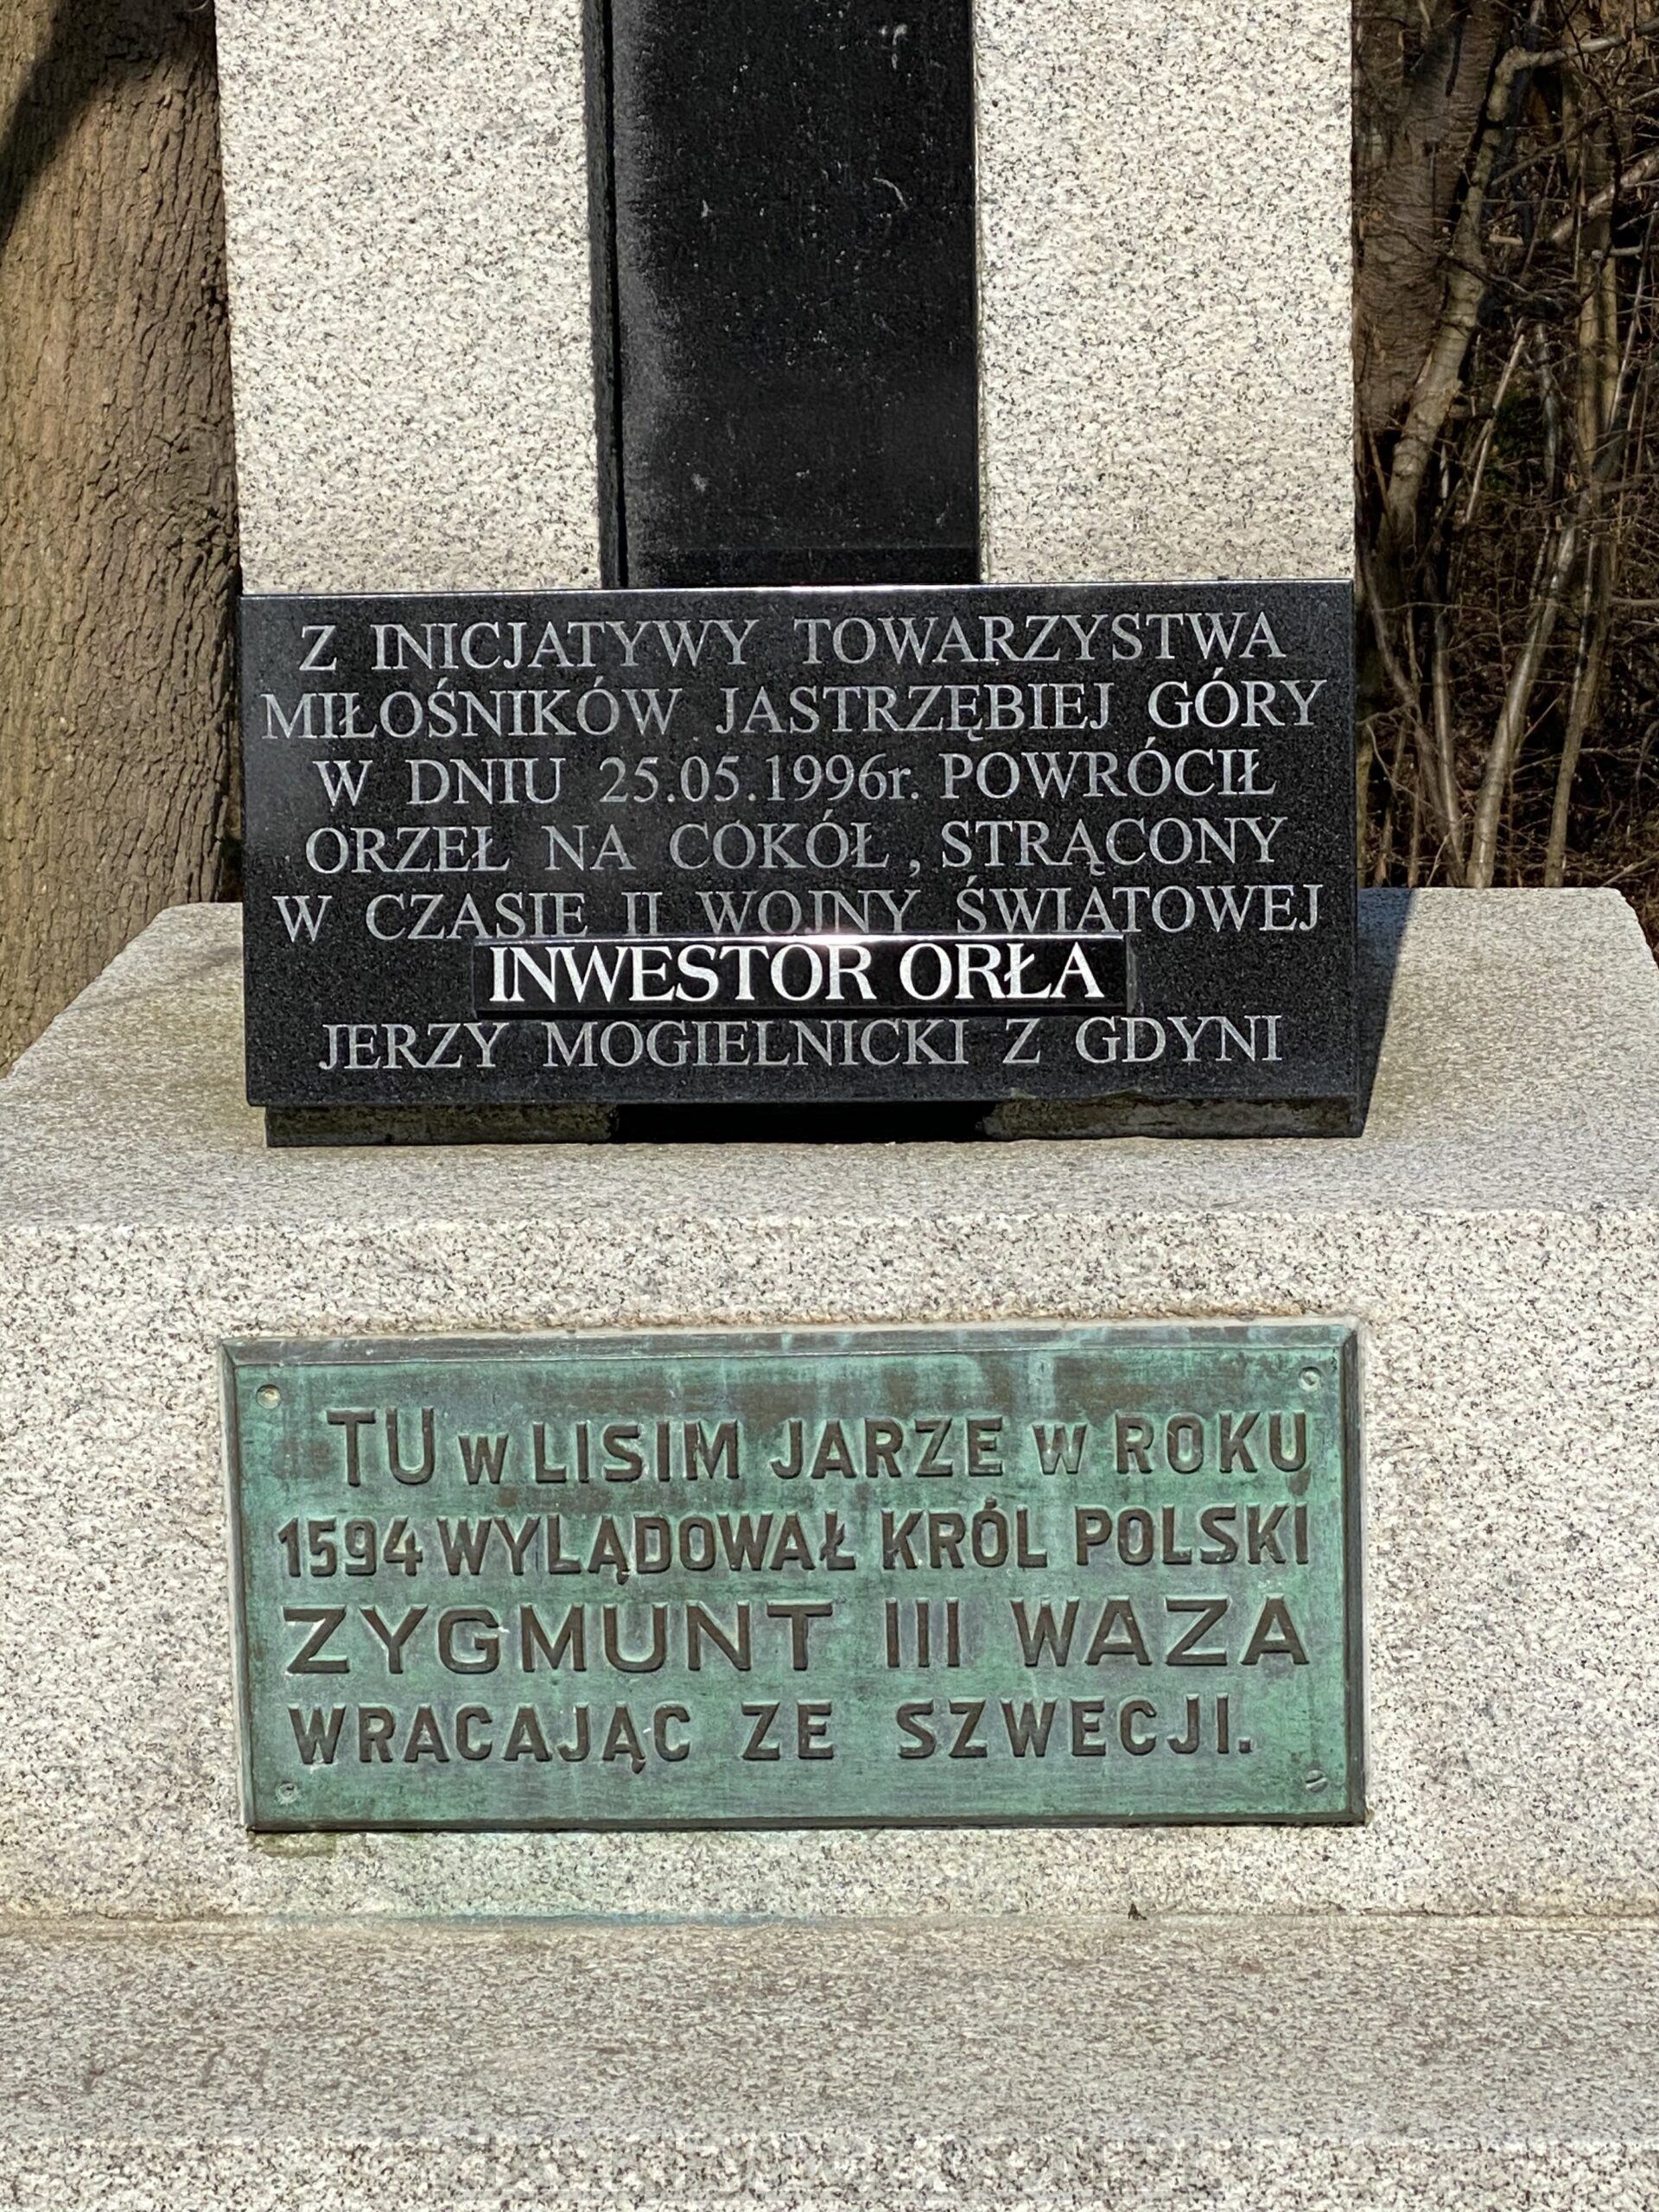 Z INICJATYWY TOWARZYSTWA
MIŁOŚNIKÓW JASTRZĘBIEJ GÓRY
W DNIU 25.05.1996r. POWRÓCIŁ
ORZEŁ NA COKÓŁ, STRĄCONY
W CZASIE II WOJNY ŚWIATOWEJ
INWESTOR ORŁA
JERZY MOGIELNICKI Z GDYNI
TU W LISIM JARZE W ROKU
1594 WYLĄDOWAŁ KRÓL POLSKI
ZYGMUNT III WAZA
WRACAJĄC ZE SZWECJI.